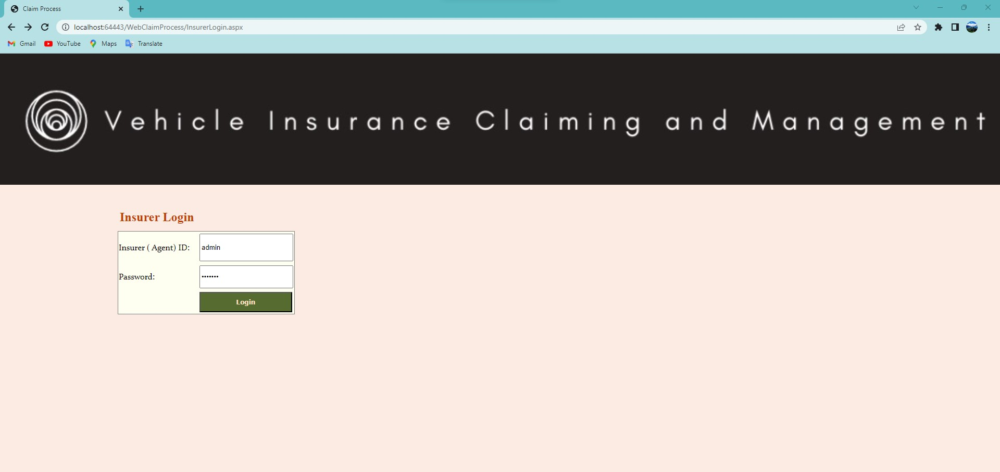 Claim Process
localhost:64443/WebClaimProcess/InsurerLogin.aspx
Gmail YouTube Maps Translate
Vehicle Insurance Claiming and Management
Insurer Login
Insurer ( Agent) ID: admin
Password: •••••••
Login